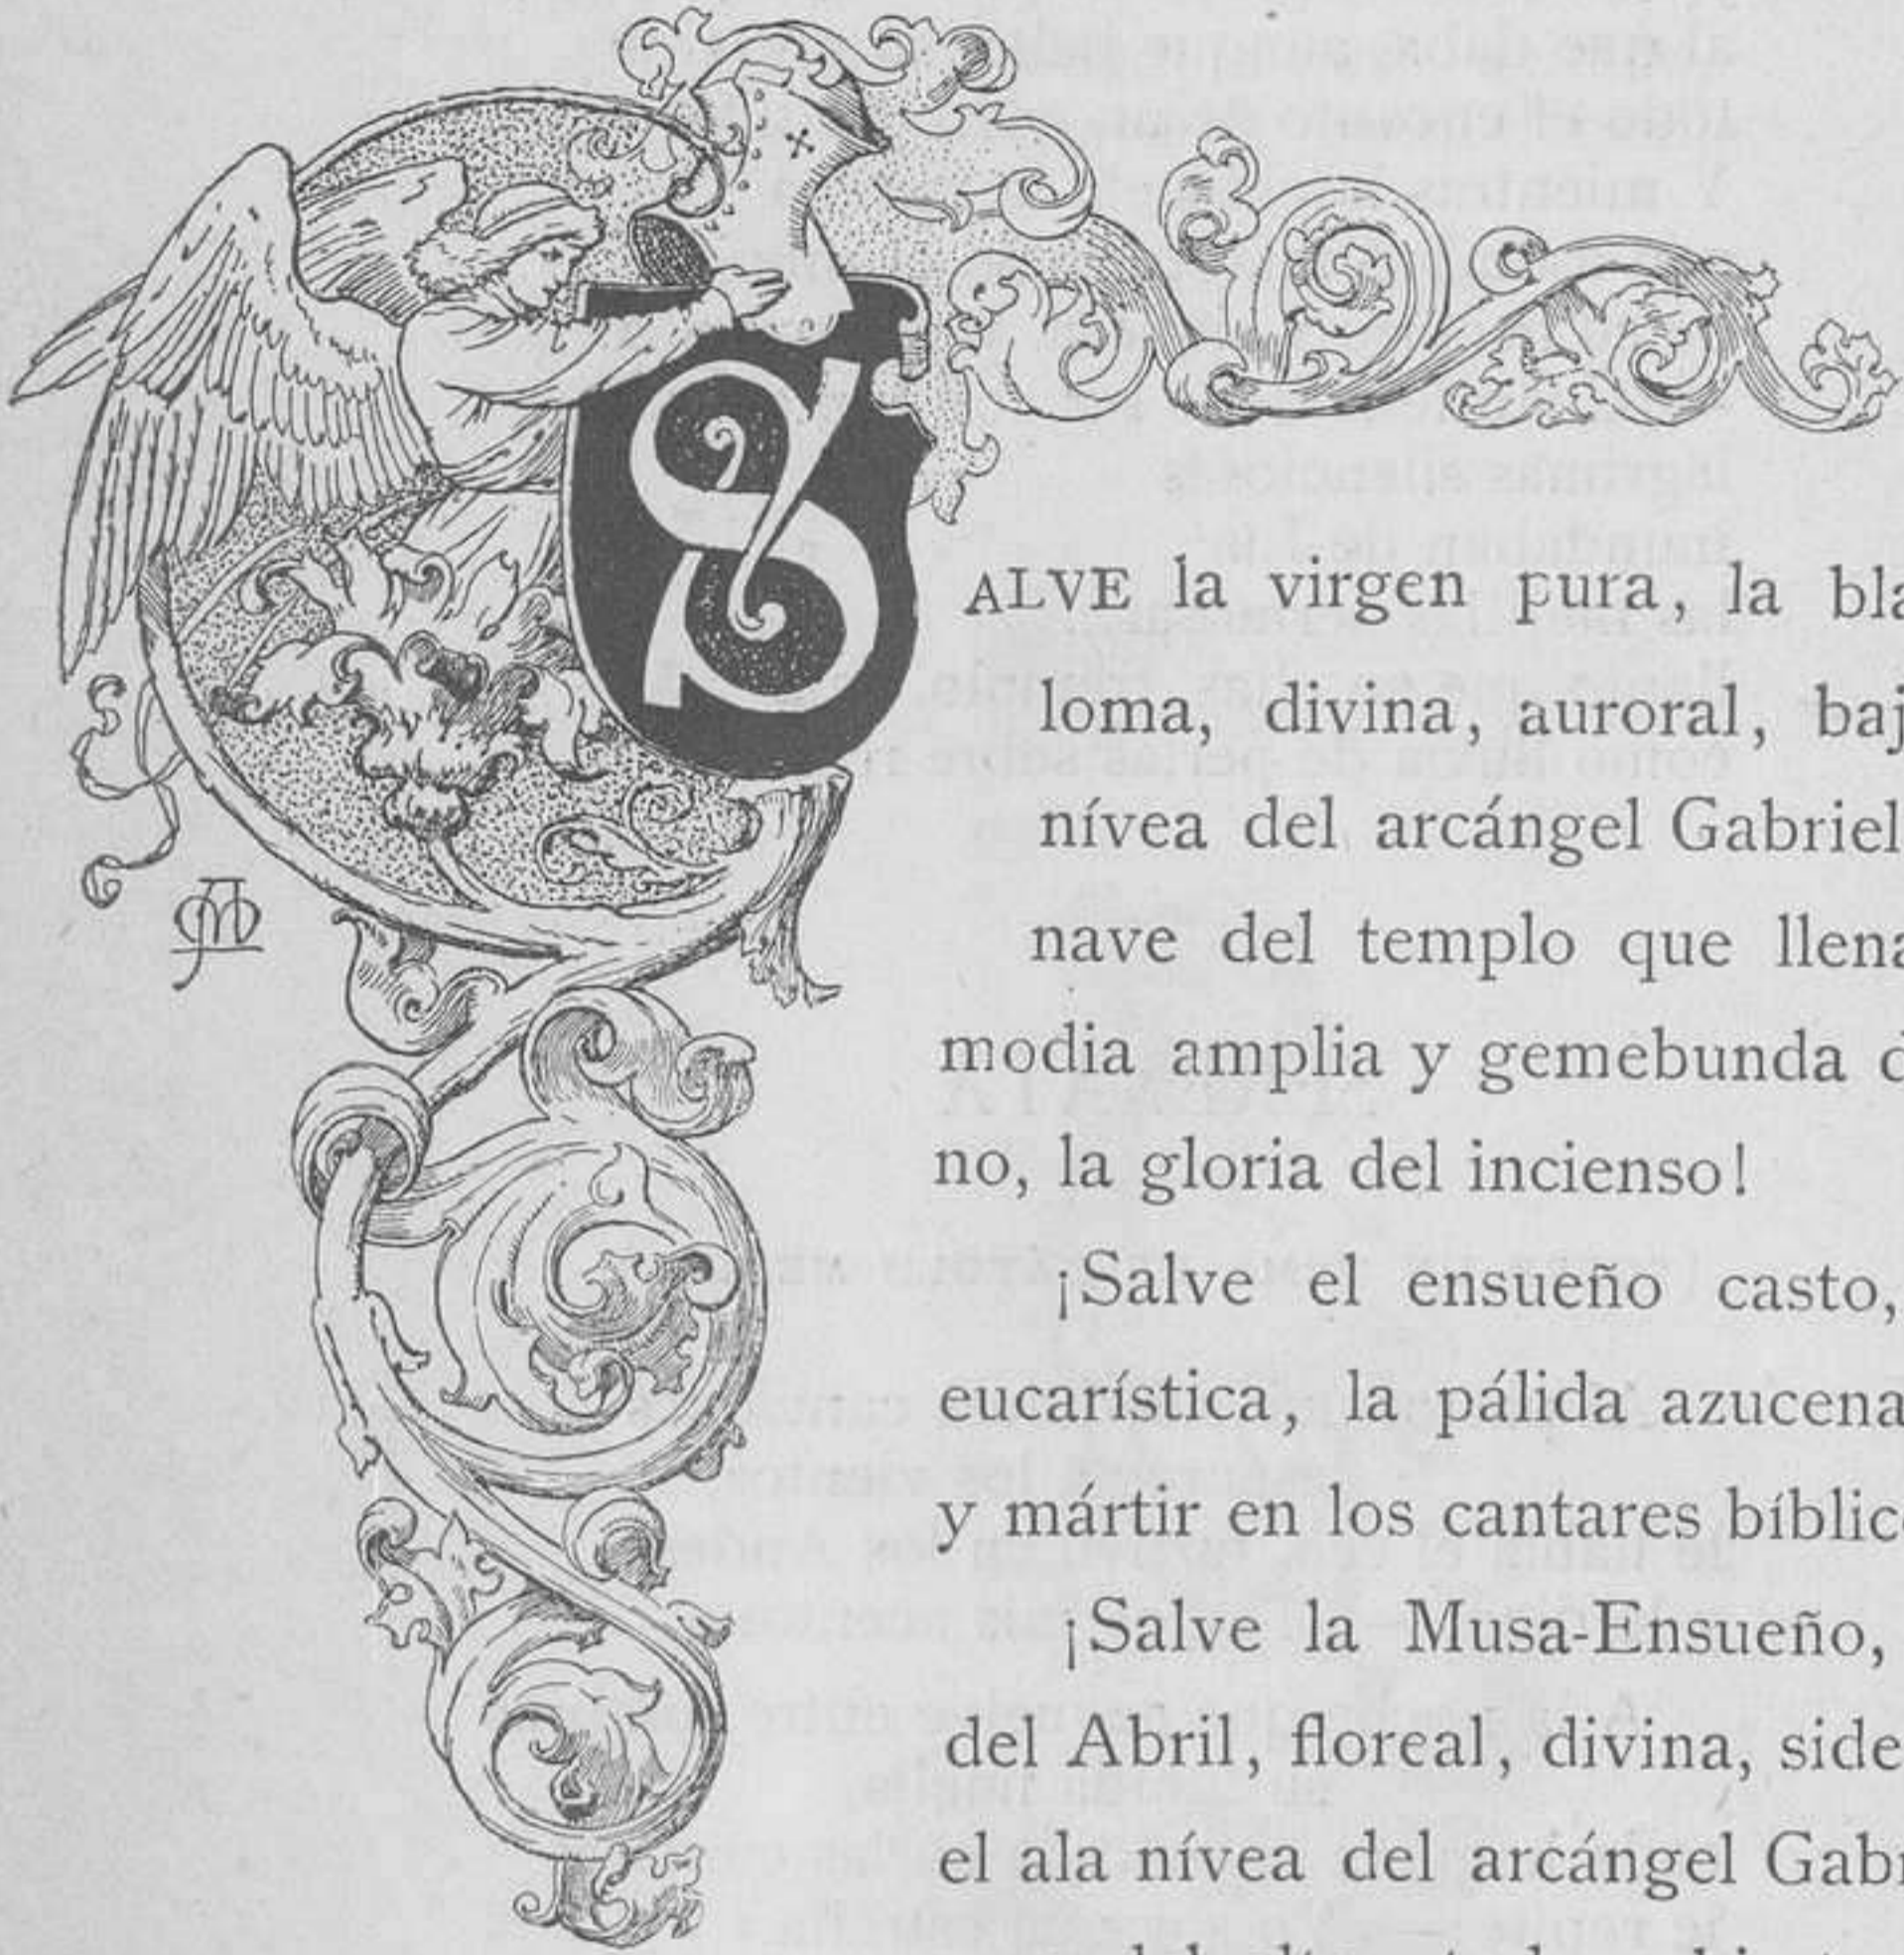 SALVE la virgen pura, la bla
loma, divina, auroral, baj
nívea del arcángel Gabriel
nave del templo que llena
modia amplia y gemebunda d
no, la gloria del incienso!
¡Salve el ensueño casto,
eucarística, la pálida azucena
y mártir en los cantares bíblic
¡Salve la Musa-Ensueño,
del Abril, floreal, divina, side
el ala nívea del arcángel Gabr